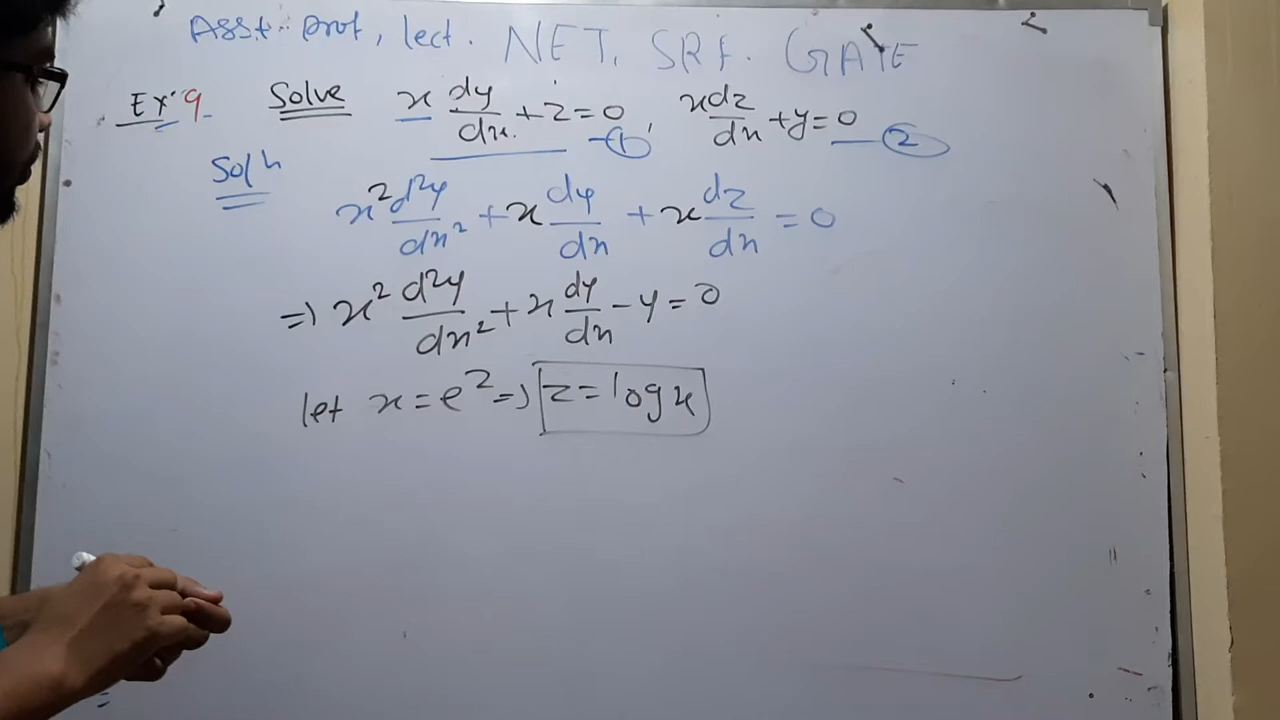 Asst. prof, lect. NET, SRF. GATE
Ex: 9. Solve x dy/dx + z = 0, —① x dz/dx + y = 0 —②
Solⁿ
x² d²y/dx² + x dy/dx + x dz/dx = 0
=> x² d²y/dx² + x dy/dx - y = 0
let x = e^z => z = log x